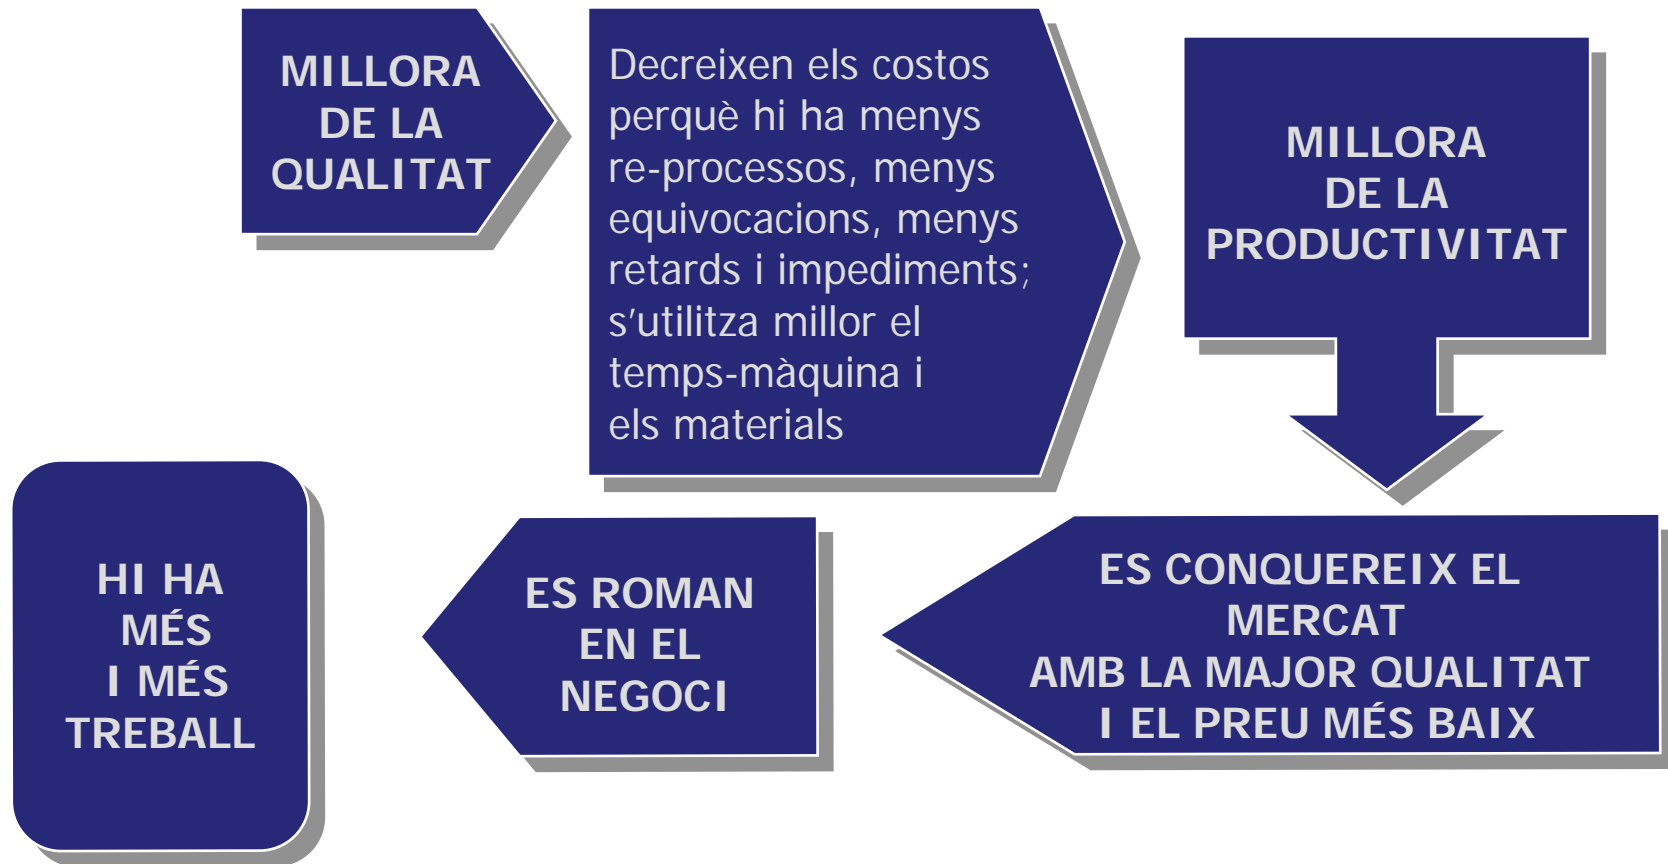 MILLORA
DE LA
QUALITAT
Decreixen els costos
perquè hi ha menys
re-processos, menys
equivocacions, menys
retards i impediments;
s'utilitza millor el
temps-màquina i
els materials
MILLORA
DE LA
PRODUCTIVITAT
ES CONQUEREIX EL
MERCAT
AMB LA MAJOR QUALITAT
I EL PREU MÉS BAIX
ES ROMAN
EN EL
NEGOCI
HI HA
MÉS
I MÉS
TREBALL